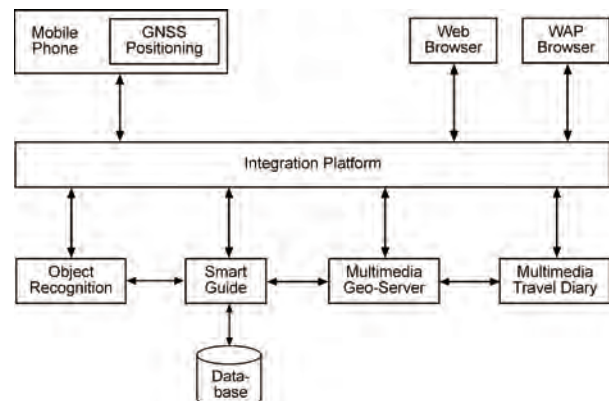 Mobile
Phone
GNSS
Positioning
Web
Browser
WAP
Browser
Integration Platform
Object
Recognition
Smart
Guide
Multimedia
Geo-Server
Multimedia
Travel Diary
Data-
base